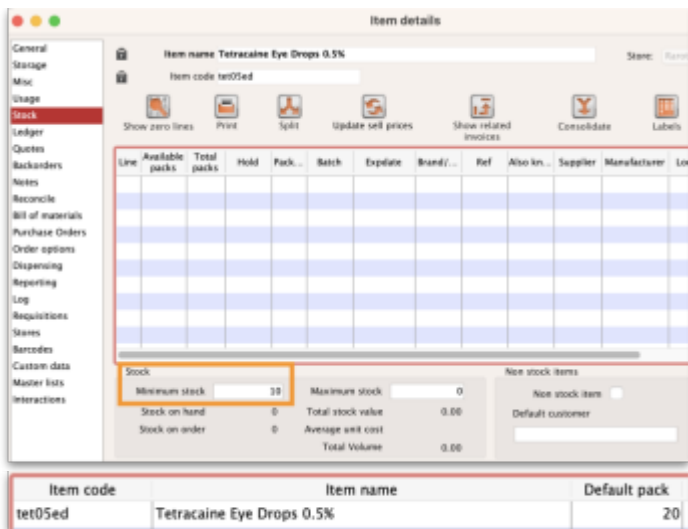 Item details
General
Storage
Misc
Usage
Stock
Ledger
Quotes
Backorders
Notes
Reconcile
Bill of materials
Purchase Orders
Order options
Dispensing
Reporting
Log
Requisitions
Stores
Barcodes
Custom data
Master lists
Interactions
Item name Tetracaine Eye Drops 0.5% Store:
Item code tet05ed
Show zero lines Print Split Update sell prices Show related invoices Consolidate Labels
Line Available packs Total packs Hold Pack... Batch Expdate Brand/... Ref Also kn... Supplier Manufacturer
Stock Non stock items
Minimum stock 10 Maximum stock 0 Non stock item
Stock on hand 0 Total stock value 0.00 Default customer
Stock on order 0 Average unit cost
Total Volume 0.00
Item code Item name Default pack
tet05ed Tetracaine Eye Drops 0.5% 20